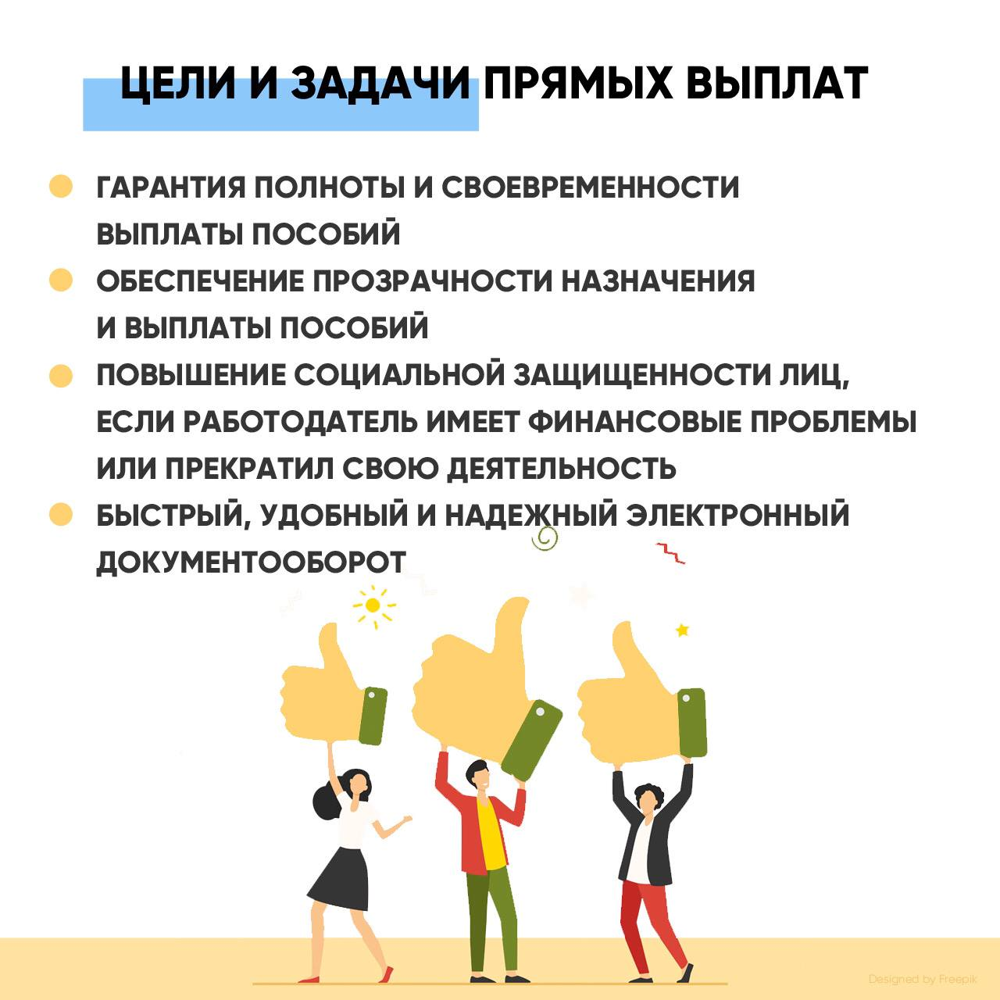 ЦЕЛИ И ЗАДАЧИ ПРЯМЫХ ВЫПЛАТ
ГАРАНТИЯ ПОЛНОТЫ И СВОЕВРЕМЕННОСТИ
ВЫПЛАТЫ ПОСОБИЙ
ОБЕСПЕЧЕНИЕ ПРОЗРАЧНОСТИ НАЗНАЧЕНИЯ
И ВЫПЛАТЫ ПОСОБИЙ
ПОВЫШЕНИЕ СОЦИАЛЬНОЙ ЗАЩИЩЕННОСТИ ЛИЦ,
ЕСЛИ РАБОТОДАТЕЛЬ ИМЕЕТ ФИНАНСОВЫЕ ПРОБЛЕМЫ
ИЛИ ПРЕКРАТИЛ СВОЮ ДЕЯТЕЛЬНОСТЬ
БЫСТРЫЙ, УДОБНЫЙ И НАДЕЖНЫЙ ЭЛЕКТРОННЫЙ
ДОКУМЕНТООБОРОТ
Designed by Freepik